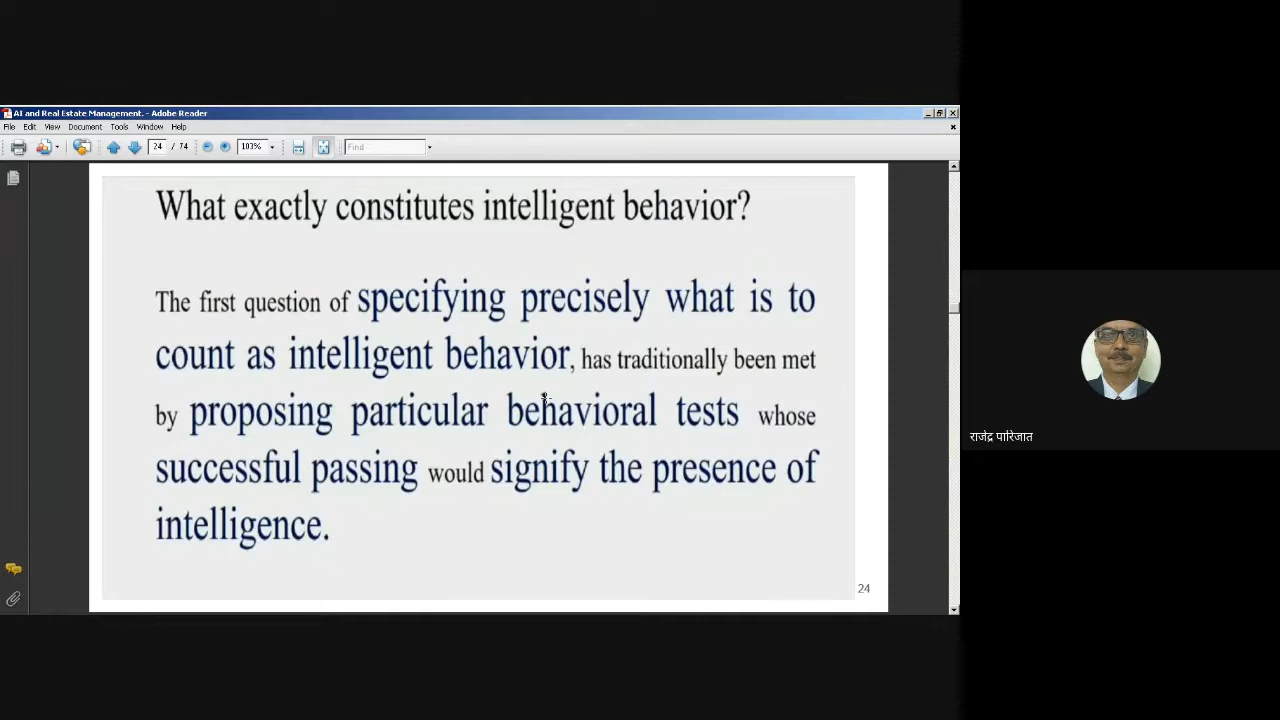 AI and Real Estate Management. - Adobe Reader
File Edit View Document Tools Window Help
24 / 74 103% Find
What exactly constitutes intelligent behavior?
The first question of specifying precisely what is to
count as intelligent behavior, has traditionally been met
by proposing particular behavioral tests whose
successful passing would signify the presence of
intelligence.
24
राजेंद्र पारिजात